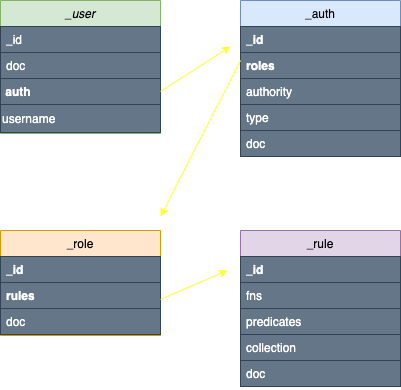 _user
_id
doc
auth
username
_auth
_id
roles
authority
type
doc
_role
_id
rules
doc
_rule
_id
fns
predicates
collection
doc